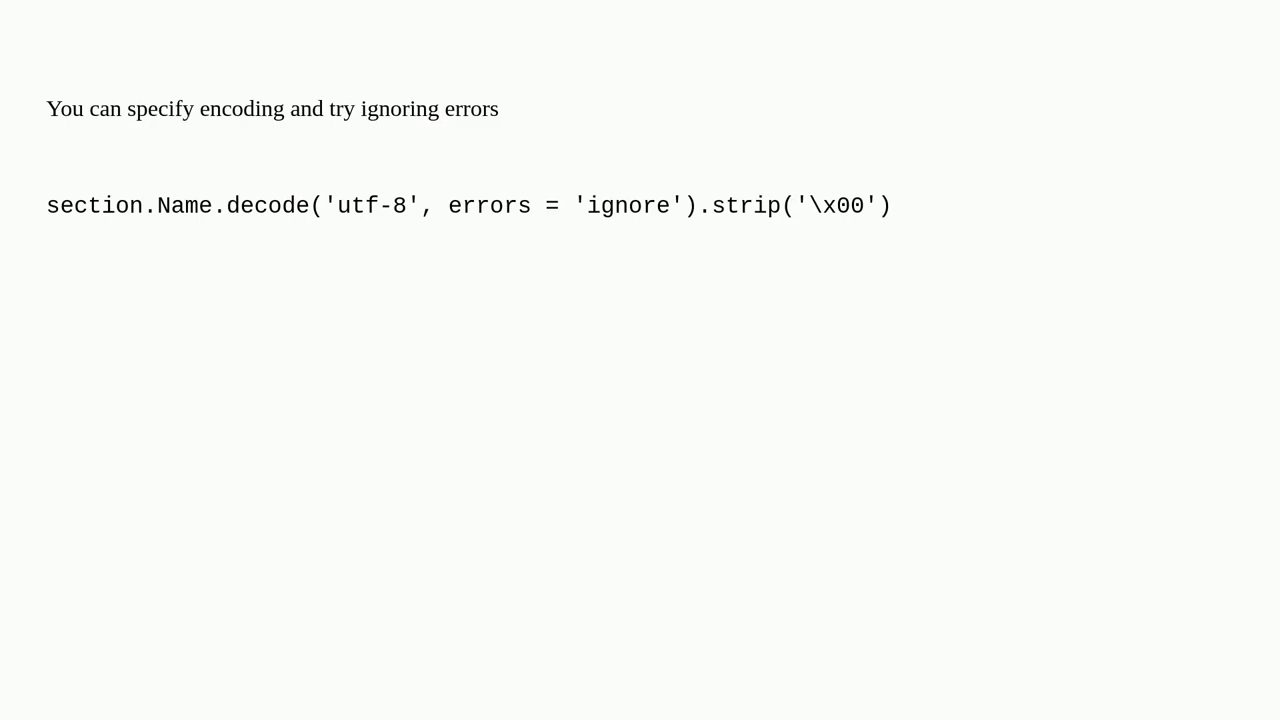 You can specify encoding and try ignoring errors
section.Name.decode('utf-8', errors = 'ignore').strip('\x00')